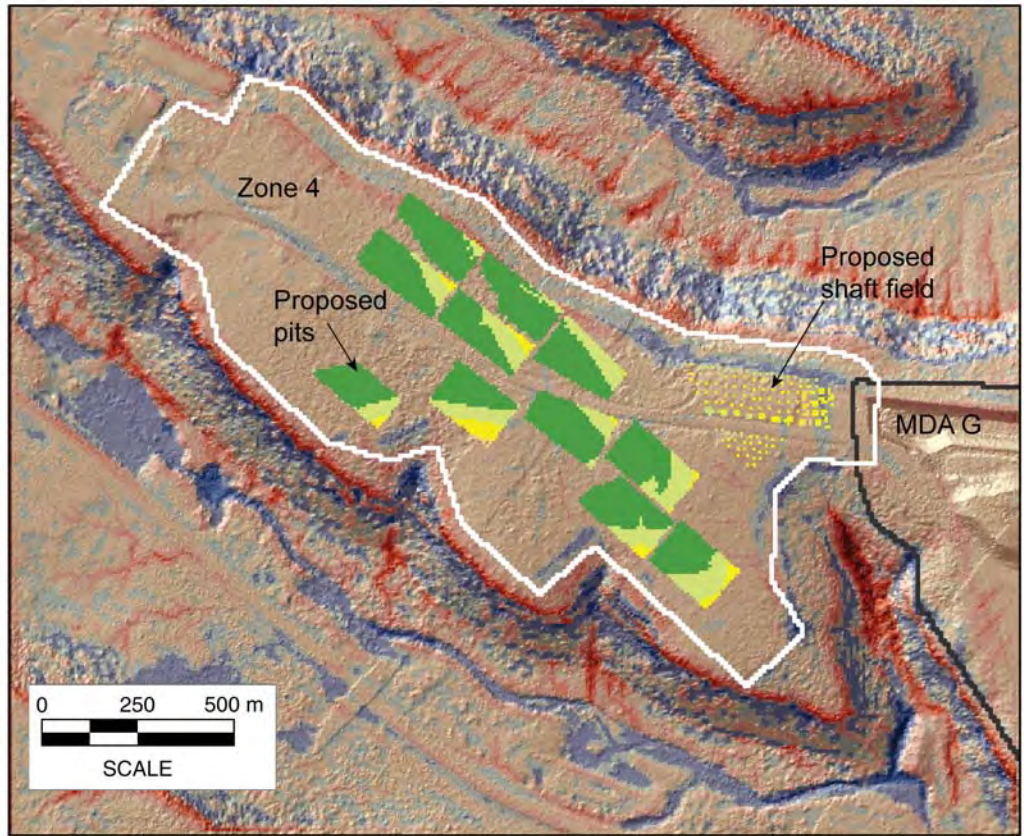 Zone 4
Proposed
shaft field
Proposed
pits
MDA G
0 250 500 m
SCALE